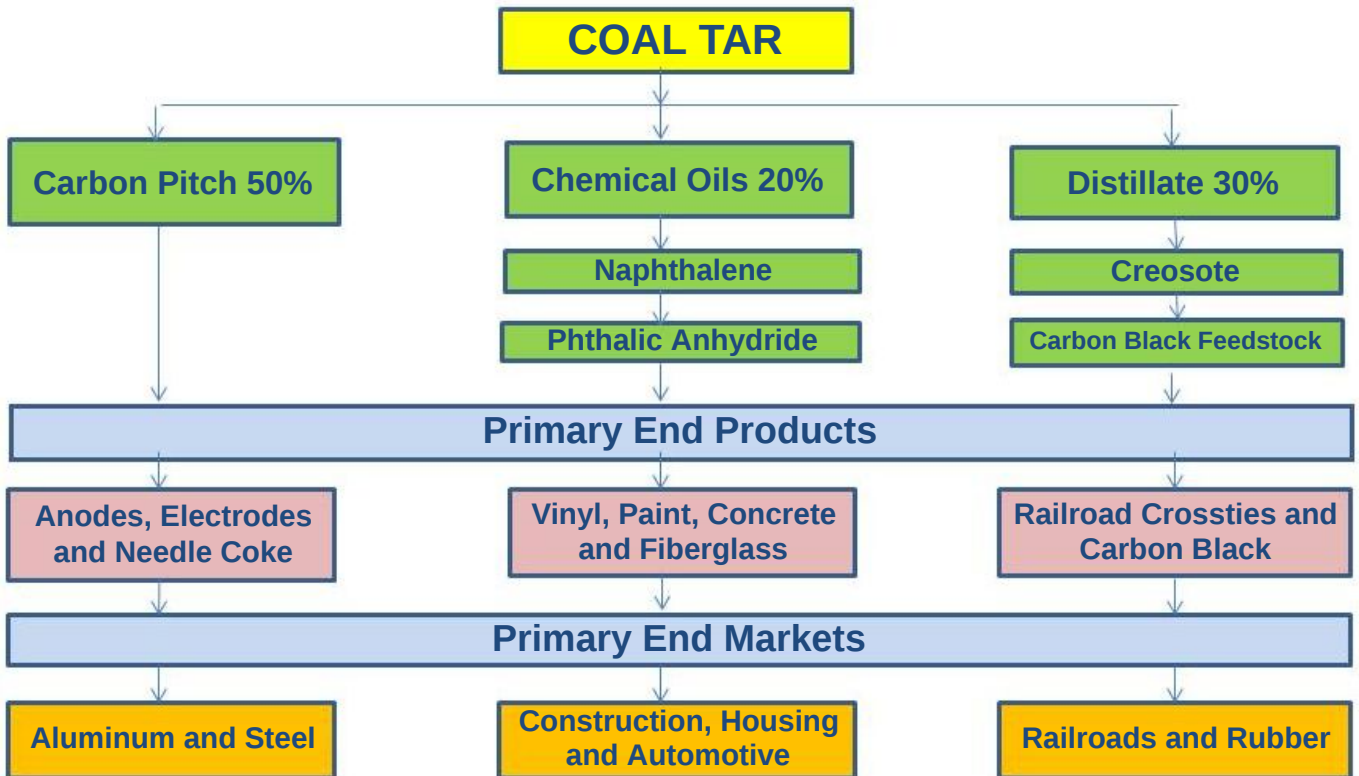 COAL TAR
Carbon Pitch 50%
Chemical Oils 20%
Distillate 30%
Naphthalene
Creosote
Phthalic Anhydride
Carbon Black Feedstock
Primary End Products
Anodes, Electrodes
and Needle Coke
Vinyl, Paint, Concrete
and Fiberglass
Railroad Crossties and
Carbon Black
Primary End Markets
Aluminum and Steel
Construction, Housing
and Automotive
Railroads and Rubber